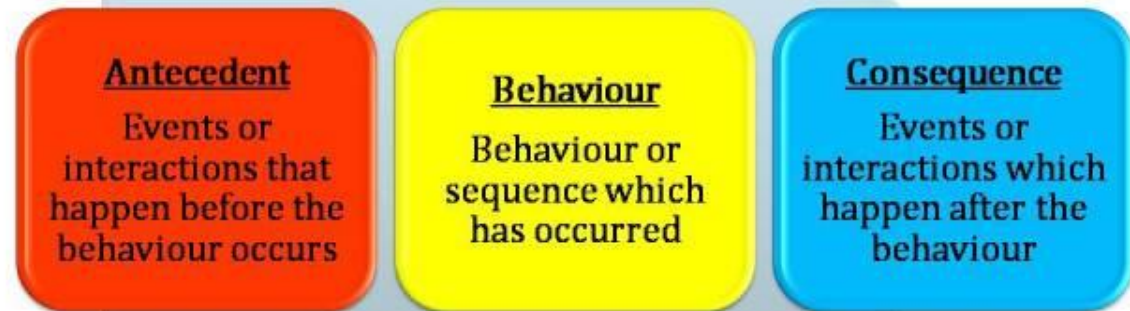 Antecedent
Events or
interactions that
happen before the
behaviour occurs
Behaviour
Behaviour or
sequence which
has occurred
Consequence
Events or
interactions which
happen after the
behaviour